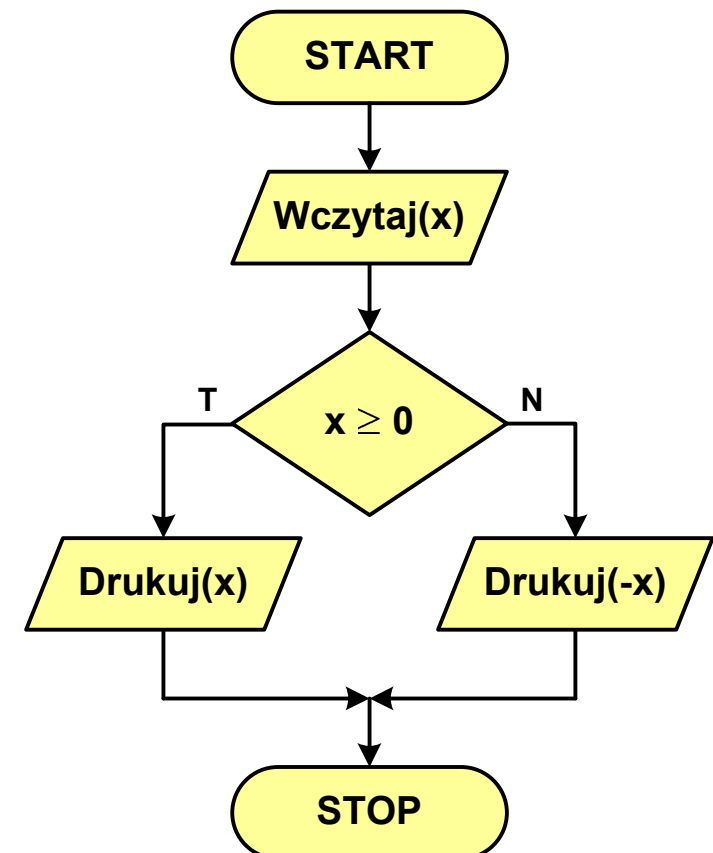 START
Wczytaj(x)
T
N
x ≥ 0
Drukuj(x)
Drukuj(-x)
STOP